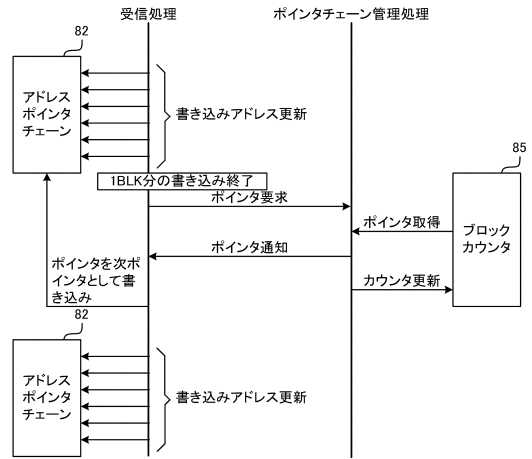 受信処理
ポインタチェーン管理処理
82
アドレス
ポインタ
チェーン
書き込みアドレス更新
1BLK分の書き込み終了
ポインタ要求
85
ブロック
カウンタ
ポインタ取得
ポインタ通知
カウンタ更新
ポインタを次ポ
インタとして書
き込み
82
アドレス
ポインタ
チェーン
書き込みアドレス更新